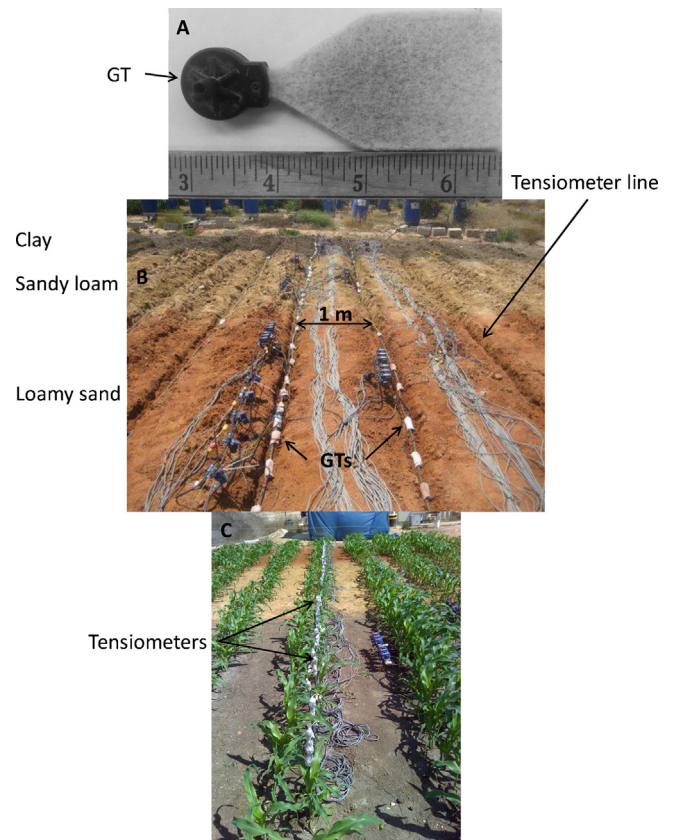 A
GT
3 4 5 6
Tensiometer line
Clay
B
Sandy loam
1 m
Loamy sand
GTs
C
Tensiometers